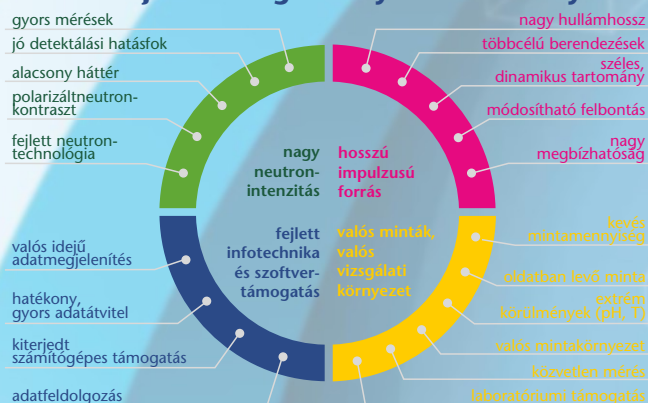 gyors mérések
jó detektálási hatásfok
alacsony háttér
polarizáltneutron-
kontraszt
fejlett neutron-
technológia
nagy hullámhossz
többcélú berendezések
széles,
dinamikus tartomány
módosítható felbontás
nagy
megbízhatóság
nagy
neutron-
intenzitás
hosszú
impulzusú
forrás
fejlett
infotechnika
és szoftver-
támogatás
valós minták,
valós
vizsgálati
környezet
valós idejű
adatmegjelenítés
hatékony,
gyors adatátvitel
kiterjedt
számítógépes támogatás
adatfeldolgozás
kevés
mintamennyiség
oldatban lévő minta
extrém
körülmények (pH, T)
valós mintakörnyezet
közvetlen mérés
laboratóriumi támogatás